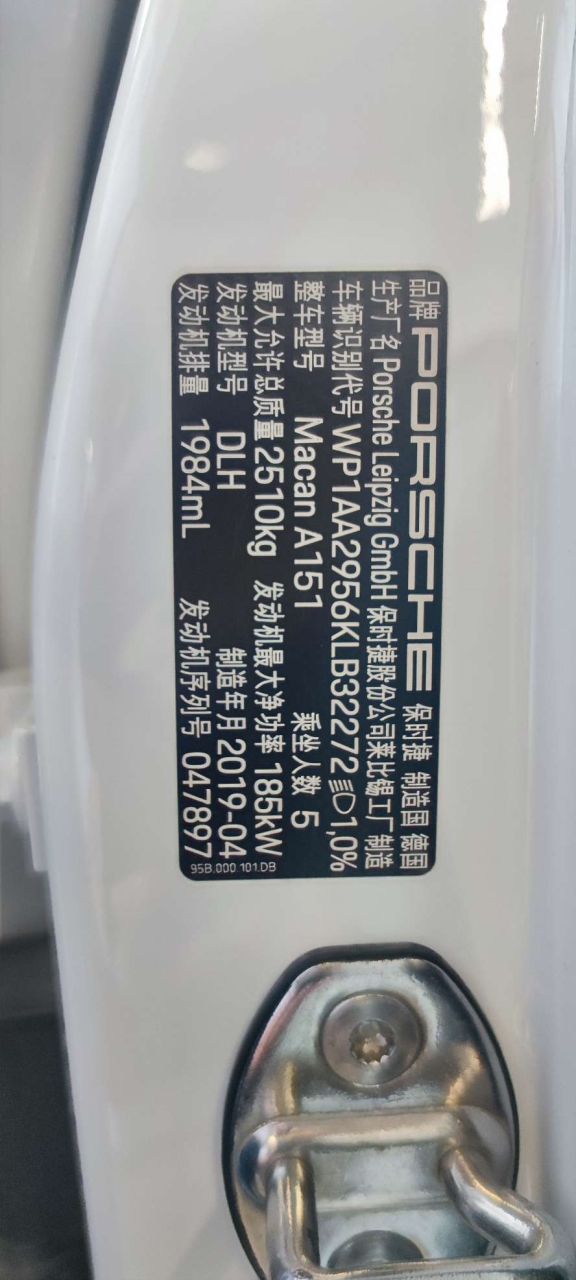 品牌 PORSCHE 保时捷 制造国 德国
生产厂名 Porsche Leipzig GmbH 保时捷股份公司莱比锡工厂 制造
车辆识别代号 WP1AA2956KLB32272 1,0%
整车型号 Macan A151 乘坐人数 5
最大允许总质量 2510kg 发动机最大净功率 185kW
发动机型号 DLH 制造年月 2019-04
发动机排量 1984mL 发动机序列号 047897
95B.000.101.DB